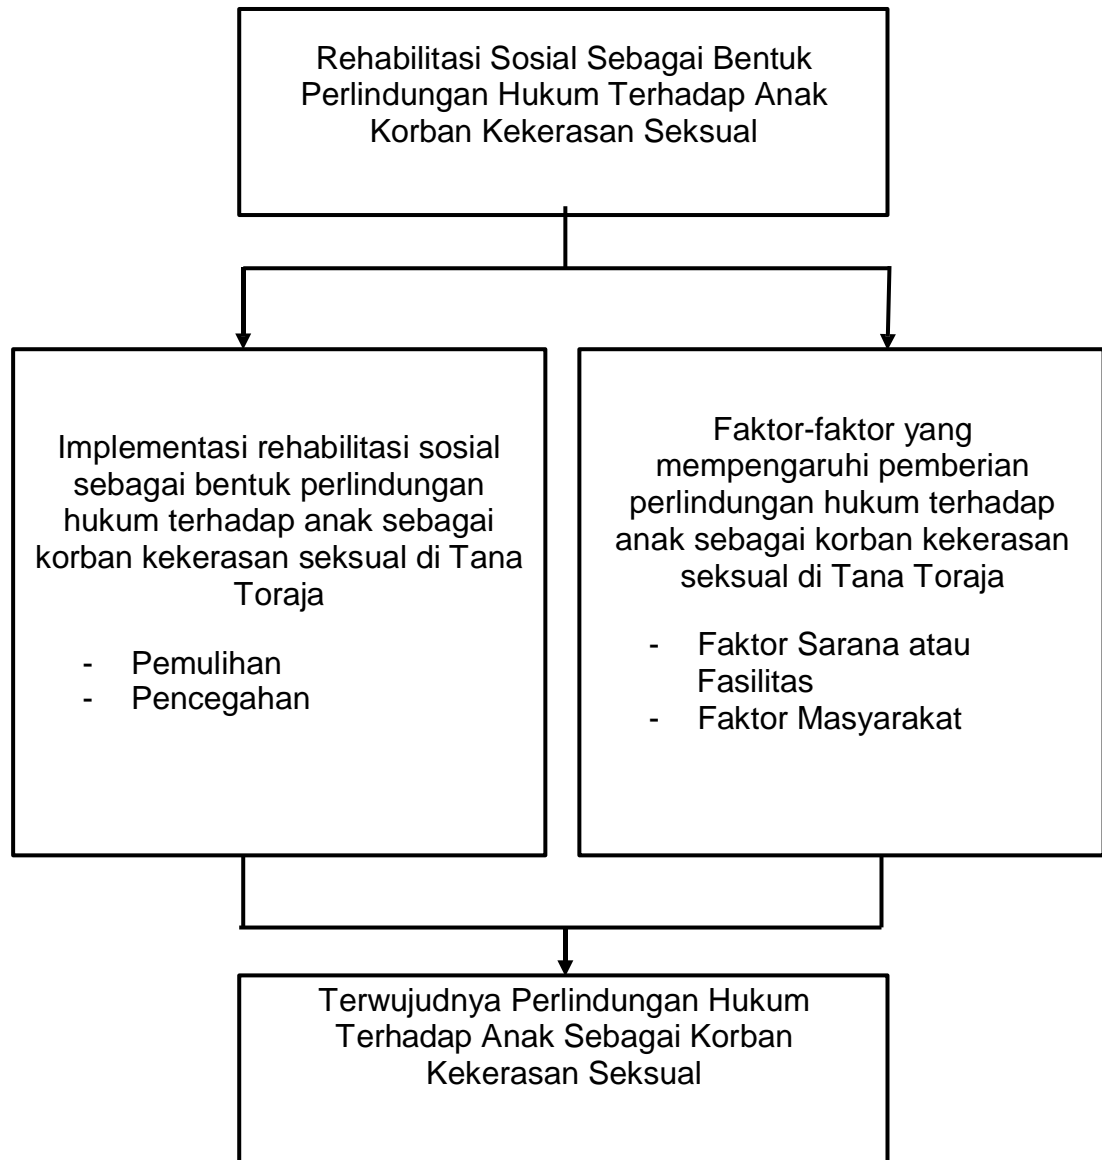 Rehabilitasi Sosial Sebagai Bentuk
Perlindungan Hukum Terhadap Anak
Korban Kekerasan Seksual
Implementasi rehabilitasi sosial
sebagai bentuk perlindungan
hukum terhadap anak sebagai
korban kekerasan seksual di Tana
Toraja
- Pemulihan
- Pencegahan
Faktor-faktor yang
mempengaruhi pemberian
perlindungan hukum terhadap
anak sebagai korban kekerasan
seksual di Tana Toraja
- Faktor Sarana atau
Fasilitas
- Faktor Masyarakat
Terwujudnya Perlindungan Hukum
Terhadap Anak Sebagai Korban
Kekerasan Seksual